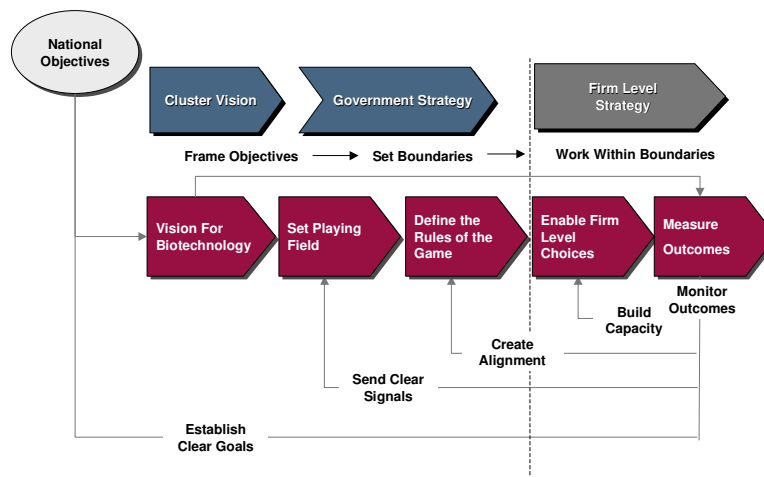 National
Objectives
Cluster Vision
Government Strategy
Firm Level
Strategy
Frame Objectives
Set Boundaries
Work Within Boundaries
Vision For
Biotechnology
Set Playing
Field
Define the
Rules of the
Game
Enable Firm
Level
Choices
Measure
Outcomes
Monitor
Outcomes
Build
Capacity
Create
Alignment
Send Clear
Signals
Establish
Clear Goals